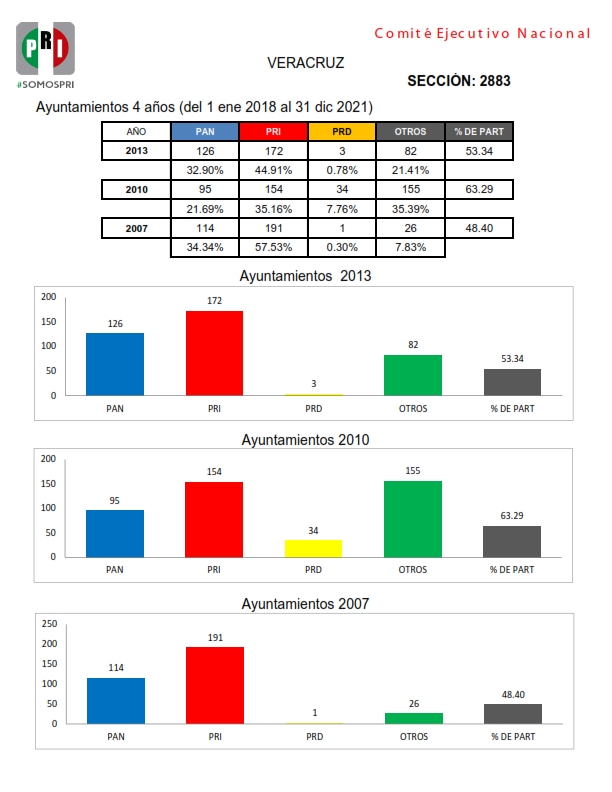 Comité Ejecutivo Nacional
PRI
#SOMOSPRI
VERACRUZ
SECCIÒN: 2883
Ayuntamientos 4 años (del 1 ene 2018 al 31 dic 2021)
AÑO PAN PRI PRD OTROS % DE PART
2013 126 172 3 82 53.34
32.90% 44.91% 0.78% 21.41%
2010 95 154 34 155 63.29
21.69% 35.16% 7.76% 35.39%
2007 114 191 1 26 48.40
34.34% 57.53% 0.30% 7.83%
Ayuntamientos 2013
200
150
100
50
0
126 172 3 82 53.34
PAN PRI PRD OTROS % DE PART
Ayuntamientos 2010
200
150
100
50
0
95 154 34 155 63.29
PAN PRI PRD OTROS % DE PART
Ayuntamientos 2007
250
200
150
100
50
0
114 191 1 26 48.40
PAN PRI PRD OTROS % DE PART